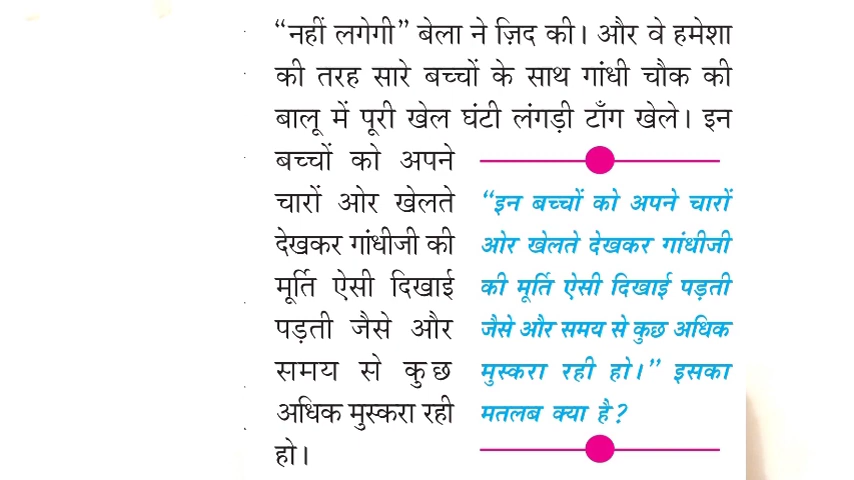 “नहीं लगेगी” बेला ने ज़िद की। और वे हमेशा
की तरह सारे बच्चों के साथ गांधी चौक की
बालू में पूरी खेल घंटी लंगड़ी टाँग खेले। इन
बच्चों को अपने
चारों ओर खेलते
देखकर गांधीजी की
मूर्ति ऐसी दिखाई
पड़ती जैसे और
समय से कुछ
अधिक मुस्करा रही
हो।
“इन बच्चों को अपने चारों
ओर खेलते देखकर गांधीजी
की मूर्ति ऐसी दिखाई पड़ती
जैसे और समय से कुछ अधिक
मुस्करा रही हो।” इसका
मतलब क्या है?